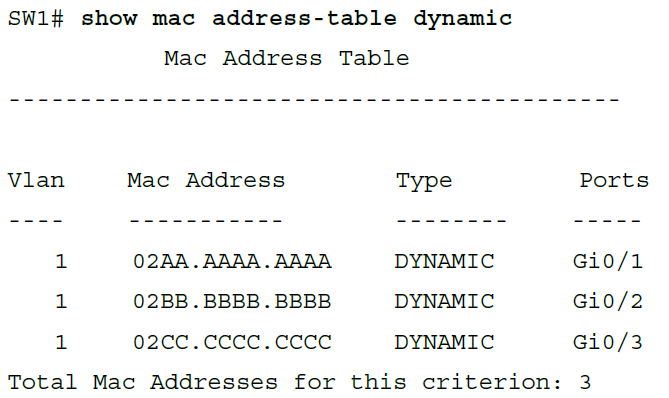 SW1# show mac address-table dynamic
Mac Address Table
-------------------------------------------
Vlan Mac Address Type Ports
---- ----------- -------- -----
1 02AA.AAAA.AAAA DYNAMIC Gi0/1
1 02BB.BBBB.BBBB DYNAMIC Gi0/2
1 02CC.CCCC.CCCC DYNAMIC Gi0/3
Total Mac Addresses for this criterion: 3